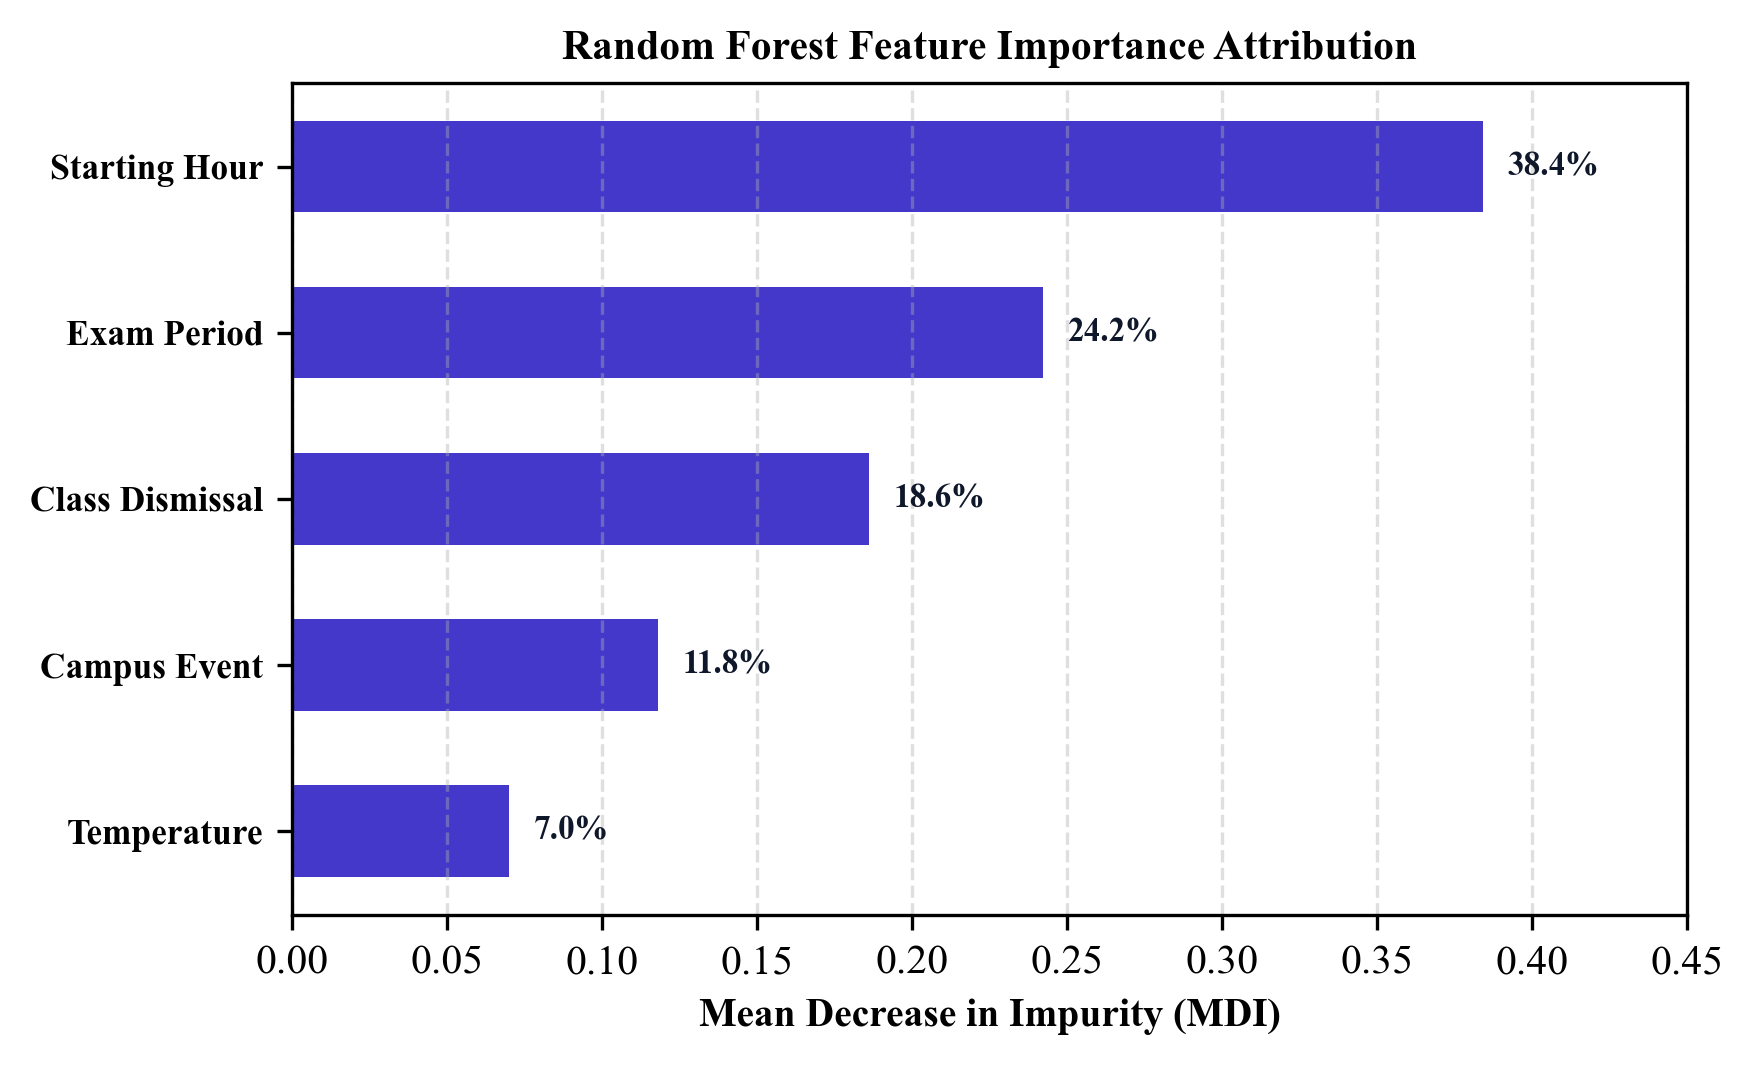 Random Forest Feature Importance Attribution
Starting Hour
38.4%
Exam Period
24.2%
Class Dismissal
18.6%
Campus Event
11.8%
Temperature
7.0%
0.00 0.05 0.10 0.15 0.20 0.25 0.30 0.35 0.40 0.45
Mean Decrease in Impurity (MDI)